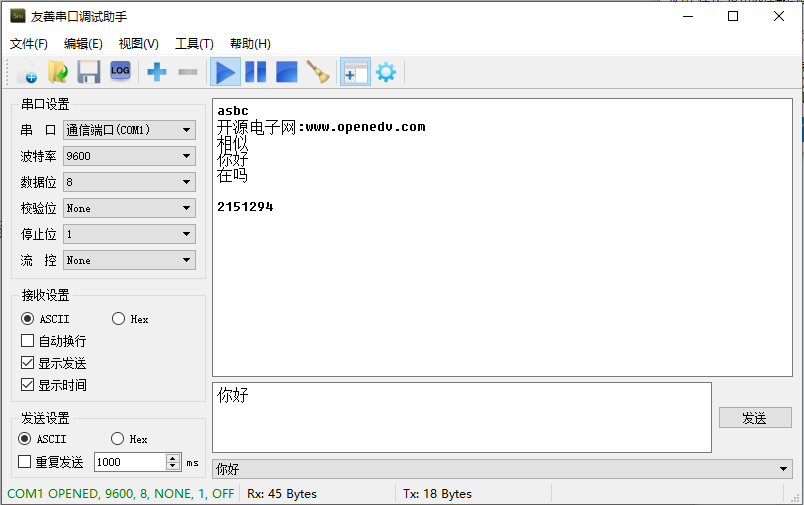 友善串口调试助手
文件(F) 编辑(E) 视图(V) 工具(T) 帮助(H)
LOG
串口设置
串 口 通信端口(COM1)
波特率 9600
数据位 8
校验位 None
停止位 1
流 控 None
接收设置
ASCII Hex
自动换行
显示发送
显示时间
发送设置
ASCII Hex
重复发送 1000 ms
asbc
开源电子网:www.openedv.com
相似
你好
在吗
2151294
你好
发送
你好
COM1 OPENED, 9600, 8, NONE, 1, OFF Rx: 45 Bytes Tx: 18 Bytes